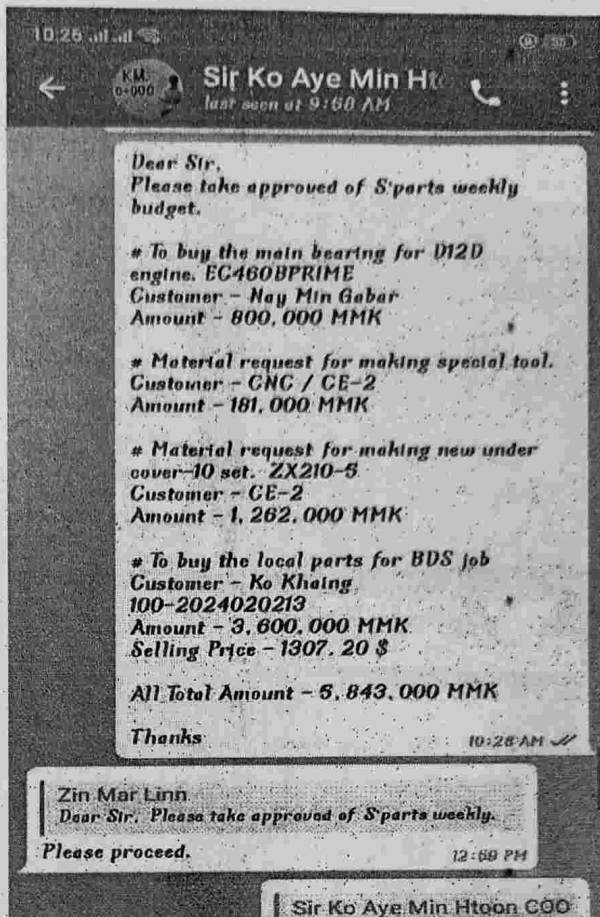 10:26
Sir Ko Aye Min Ht
last seen at 9:50 AM
K.M.
0+000
Dear Sir,
Please take approved of S'parts weekly
budget.
# To buy the main bearing for D12D
engine. EC460BPRIME
Customer - Nay Min Gabar
Amount - 800, 000 MMK
# Material request for making special tool.
Customer - CNC / CE-2
Amount - 181, 000 MMK
# Material request for making new under
cover-10 set. ZX210-5
Customer - CE-2
Amount - 1, 262, 000 MMK
# To buy the local parts for BDS job
Customer - Ko Khaing
100-2024020213
Amount - 3, 600, 000 MMK
Selling Price - 1307. 20 $
All Total Amount - 5, 843, 000 MMK
Thanks
10:26 AM
Zin Mar Linn
Dear Sir, Please take approved of S'parts weekly.
Please proceed.
12:59 PM
Sir Ko Aye Min Htoon COO